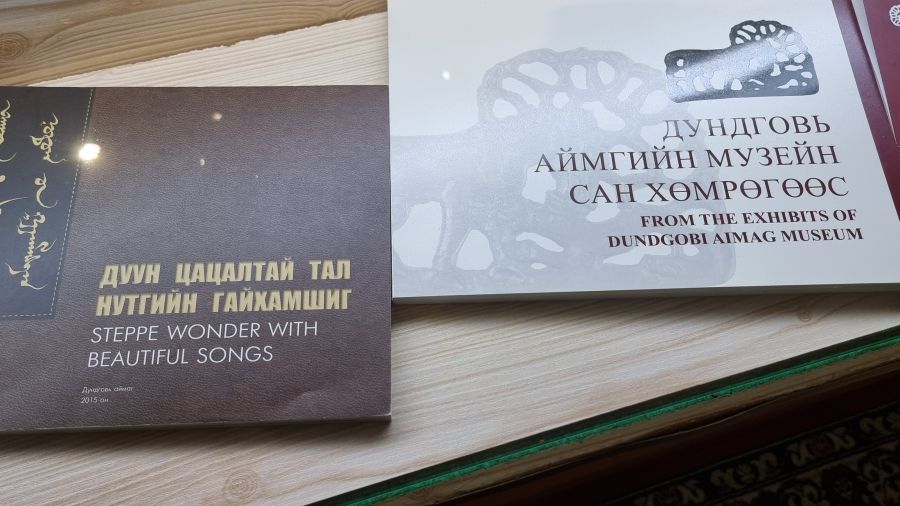 ДУУН ЦАЦАЛТАЙ ТАЛ
НУТГИЙН ГАЙХАМШИГ
STEPPE WONDER WITH
BEAUTIFUL SONGS
Дундговь аймаг
2015 он
ДУНДГОВЬ
АЙМГИЙН МУЗЕЙН
САН ХӨМРӨГӨӨС
FROM THE EXHIBITS OF
DUNDGOBI AIMAG MUSEUM